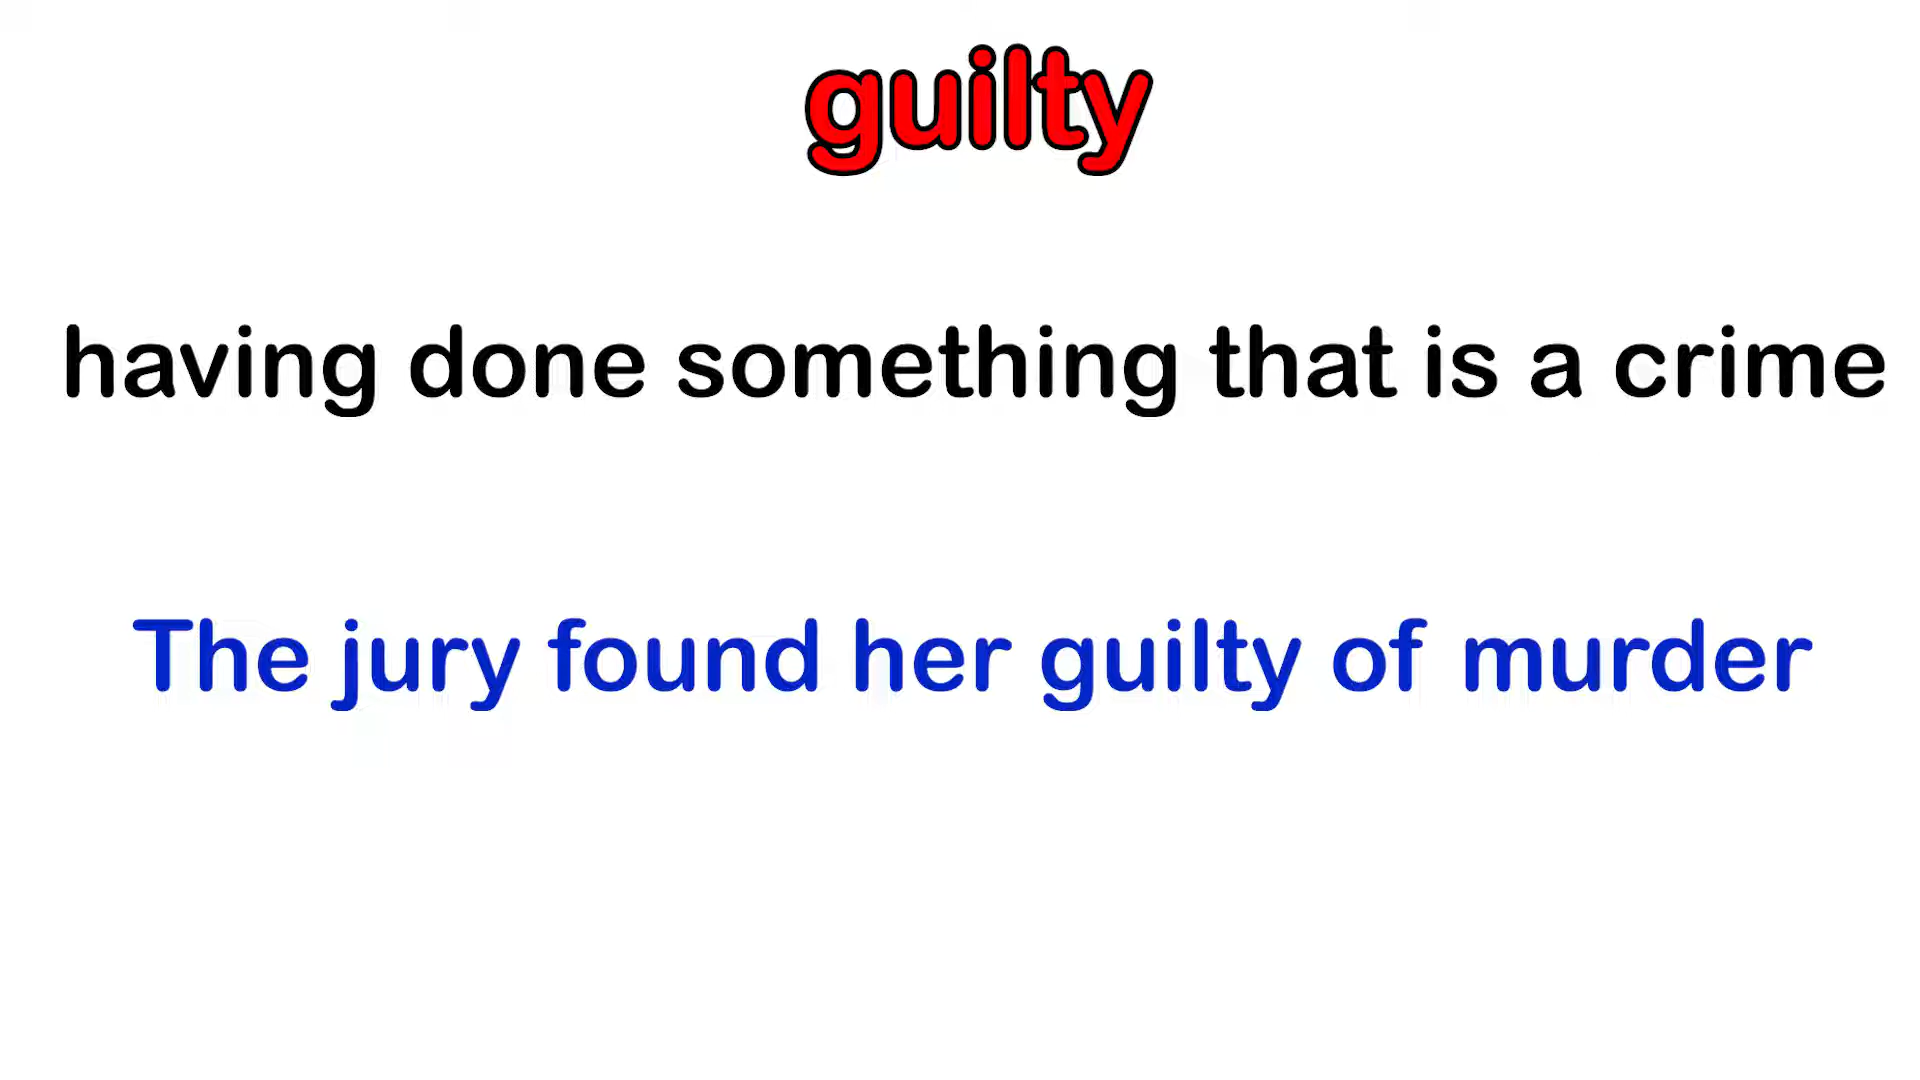 guilty
having done something that is a crime
The jury found her guilty of murder